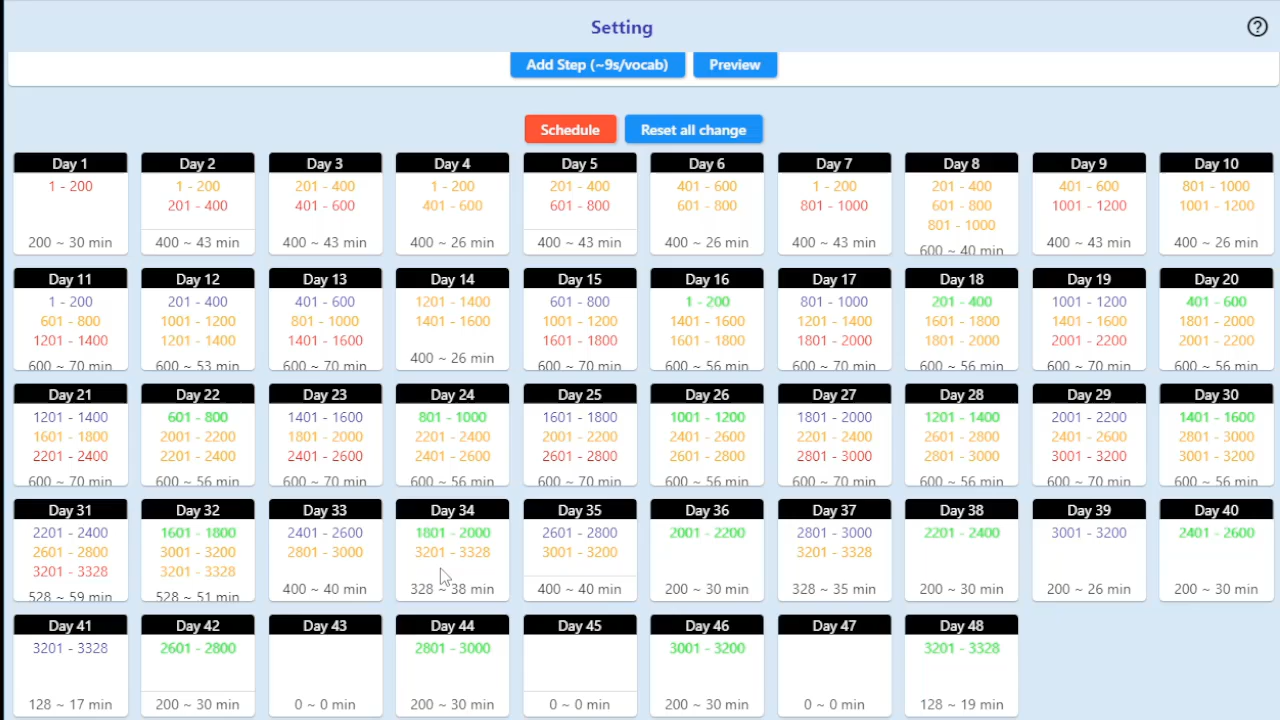 Setting
Add Step (~9s/vocab) Preview
Schedule Reset all change
Day 1 Day 2 Day 3 Day 4 Day 5 Day 6 Day 7 Day 8 Day 9 Day 10
1 - 200 1 - 200 201 - 400 1 - 200 201 - 400 401 - 600 1 - 200 201 - 400 401 - 600 801 - 1000
201 - 400 401 - 600 401 - 600 601 - 800 601 - 800 801 - 1000 601 - 800 1001 - 1200 1001 - 1200
801 - 1000
200 ~ 30 min 400 ~ 43 min 400 ~ 43 min 400 ~ 26 min 400 ~ 43 min 400 ~ 26 min 400 ~ 43 min 600 ~ 40 min 400 ~ 43 min 400 ~ 26 min
Day 11 Day 12 Day 13 Day 14 Day 15 Day 16 Day 17 Day 18 Day 19 Day 20
1 - 200 201 - 400 401 - 600 1201 - 1400 601 - 800 1 - 200 801 - 1000 201 - 400 1001 - 1200 401 - 600
601 - 800 1001 - 1200 801 - 1000 1401 - 1600 1001 - 1200 1401 - 1600 1201 - 1400 1601 - 1800 1401 - 1600 1801 - 2000
1201 - 1400 1201 - 1400 1401 - 1600 1601 - 1800 1601 - 1800 1801 - 2000 1801 - 2000 2001 - 2200 2001 - 2200
600 ~ 70 min 600 ~ 53 min 600 ~ 70 min 400 ~ 26 min 600 ~ 70 min 600 ~ 56 min 600 ~ 70 min 600 ~ 56 min 600 ~ 70 min 600 ~ 56 min
Day 21 Day 22 Day 23 Day 24 Day 25 Day 26 Day 27 Day 28 Day 29 Day 30
1201 - 1400 601 - 800 1401 - 1600 801 - 1000 1601 - 1800 1001 - 1200 1801 - 2000 1201 - 1400 2001 - 2200 1401 - 1600
1601 - 1800 2001 - 2200 1801 - 2000 2201 - 2400 2001 - 2200 2401 - 2600 2201 - 2400 2601 - 2800 2401 - 2600 2801 - 3000
2201 - 2400 2201 - 2400 2401 - 2600 2401 - 2600 2601 - 2800 2601 - 2800 2801 - 3000 2801 - 3000 3001 - 3200 3001 - 3200
600 ~ 70 min 600 ~ 56 min 600 ~ 70 min 600 ~ 56 min 600 ~ 70 min 600 ~ 56 min 600 ~ 70 min 600 ~ 56 min 600 ~ 70 min 600 ~ 56 min
Day 31 Day 32 Day 33 Day 34 Day 35 Day 36 Day 37 Day 38 Day 39 Day 40
2201 - 2400 1601 - 1800 2401 - 2600 1801 - 2000 2601 - 2800 2001 - 2200 2801 - 3000 2201 - 2400 3001 - 3200 2401 - 2600
2601 - 2800 3001 - 3200 2801 - 3000 3201 - 3328 3001 - 3200 3201 - 3328
3201 - 3328 3201 - 3328
528 ~ 59 min 528 ~ 51 min 400 ~ 40 min 328 ~ 38 min 400 ~ 40 min 200 ~ 30 min 328 ~ 35 min 200 ~ 30 min 200 ~ 26 min 200 ~ 30 min
Day 41 Day 42 Day 43 Day 44 Day 45 Day 46 Day 47 Day 48
3201 - 3328 2601 - 2800 2801 - 3000 3001 - 3200 3201 - 3328
128 ~ 17 min 200 ~ 30 min 0 ~ 0 min 200 ~ 30 min 0 ~ 0 min 200 ~ 30 min 0 ~ 0 min 128 ~ 19 min